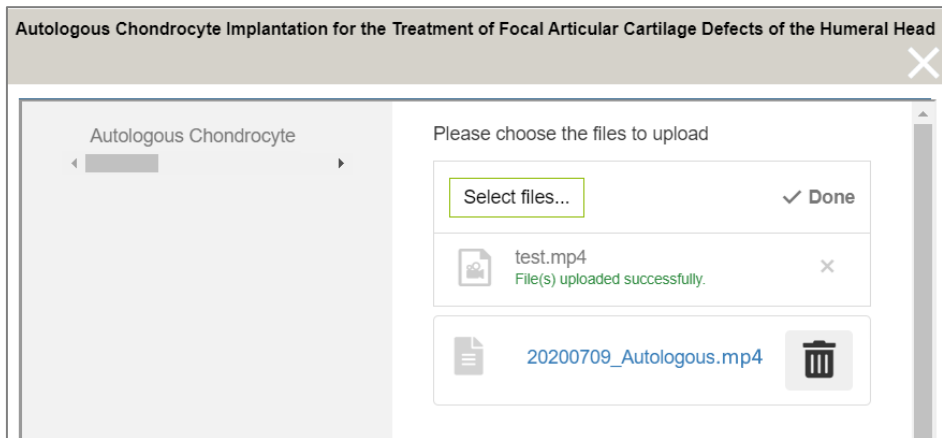 Autologous Chondrocyte Implantation for the Treatment of Focal Articular Cartilage Defects of the Humeral Head
Autologous Chondrocyte
Please choose the files to upload
Select files...
Done
test.mp4
File(s) uploaded successfully.
20200709_Autologous.mp4